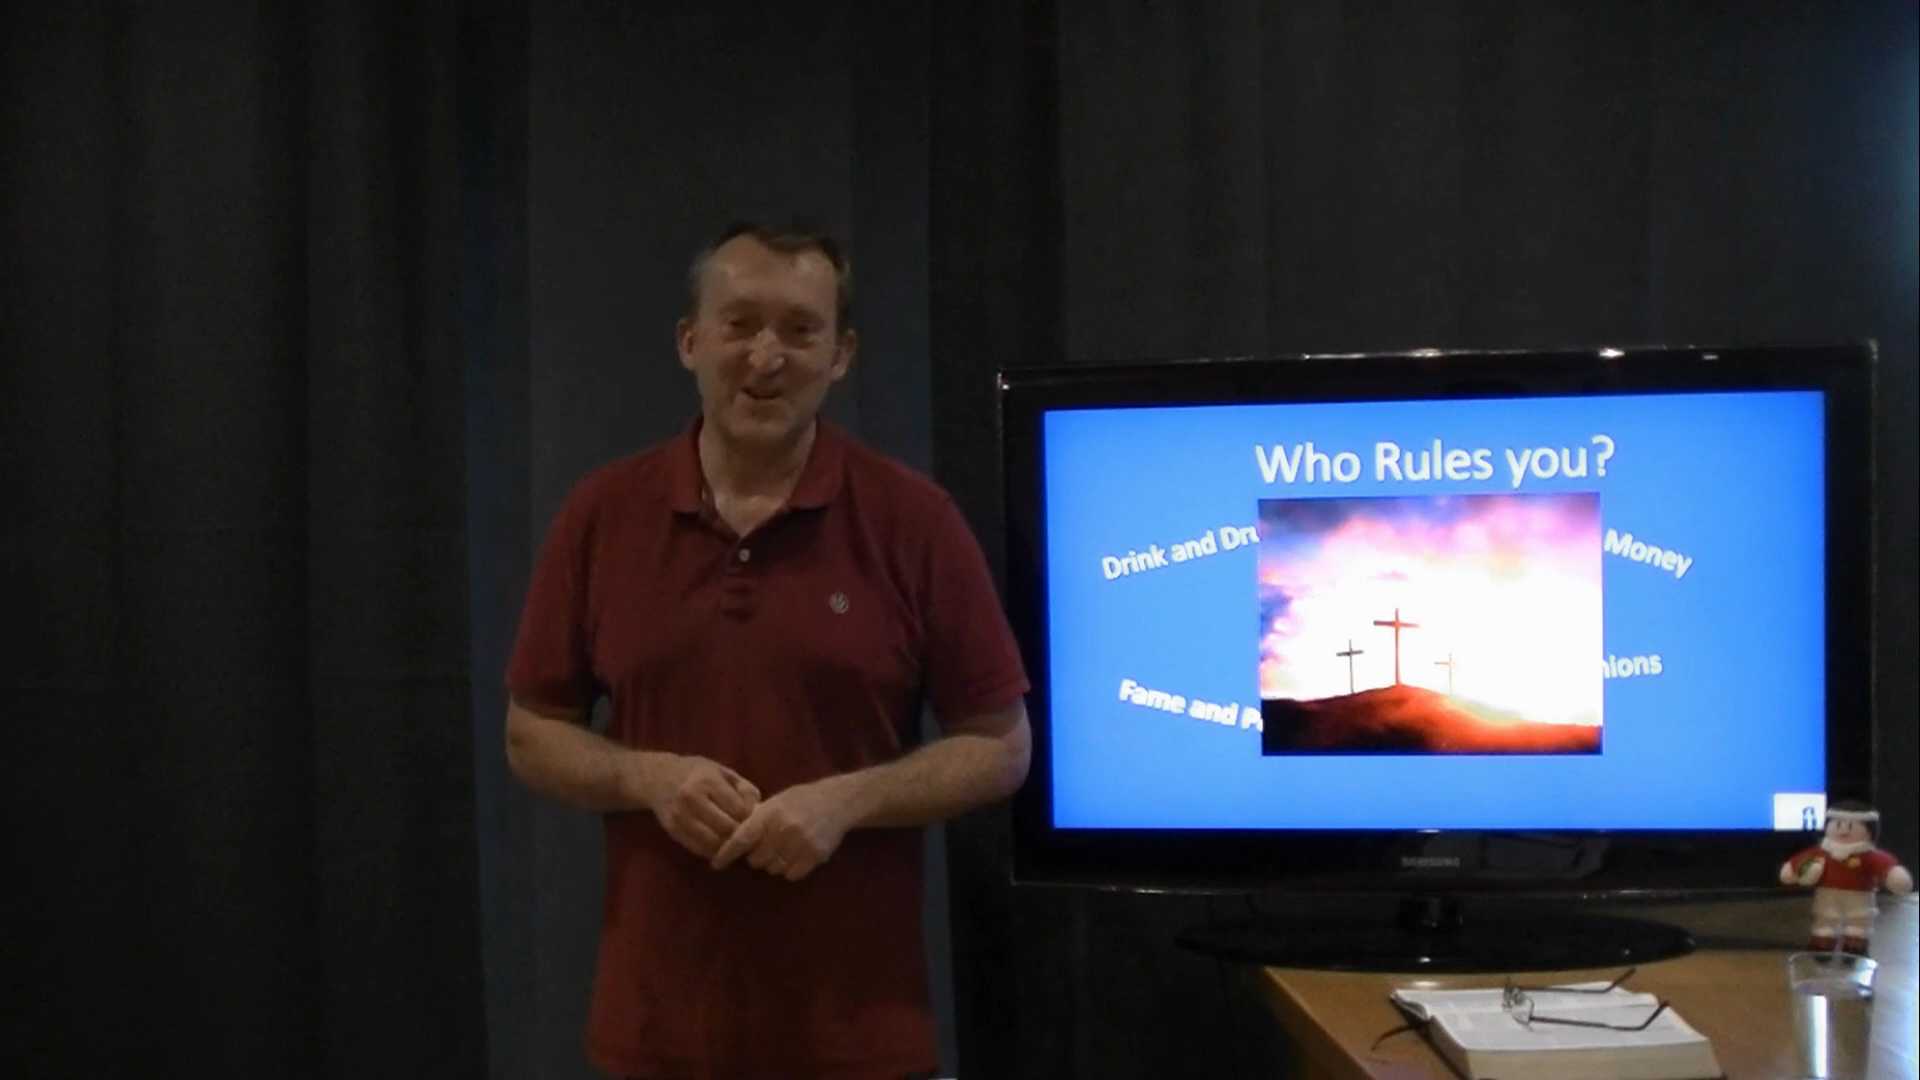 Who Rules you?
Drink and Dru
Money
nions
Fame and P
SAMSUNG